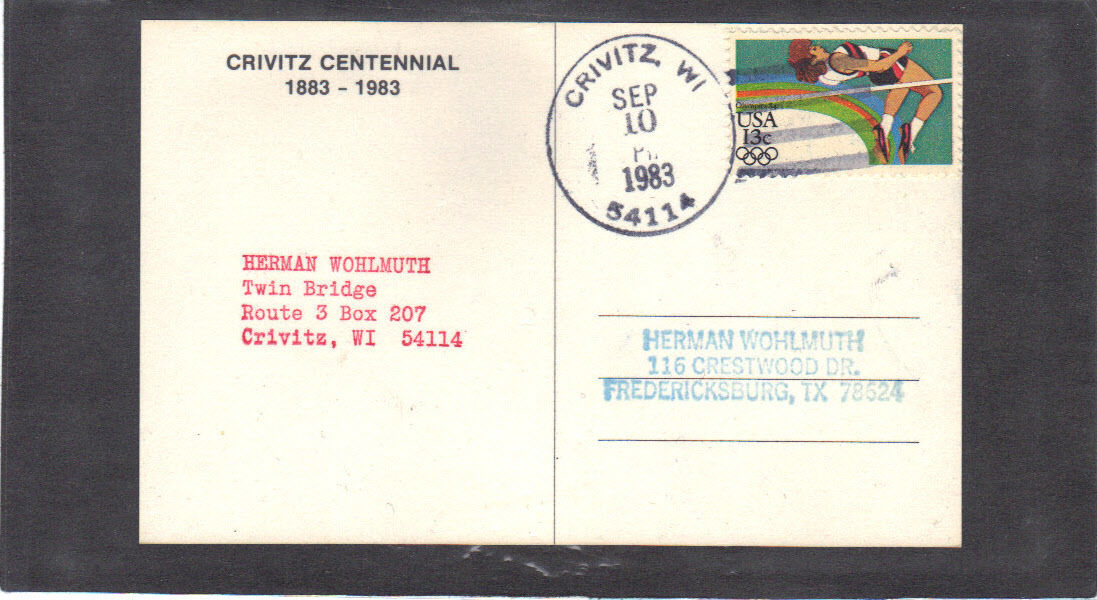 CRIVITZ CENTENNIAL
1883 - 1983
HERMAN WOHLMUTH
Twin Bridge
Route 3 Box 207
Crivitz, WI 54114
CRIVITZ, WI
SEP
10
1983
54114
USA
13c
HERMAN WOHLMUTH
116 CRESTWOOD DR.
FREDERICKSBURG, TX 78624